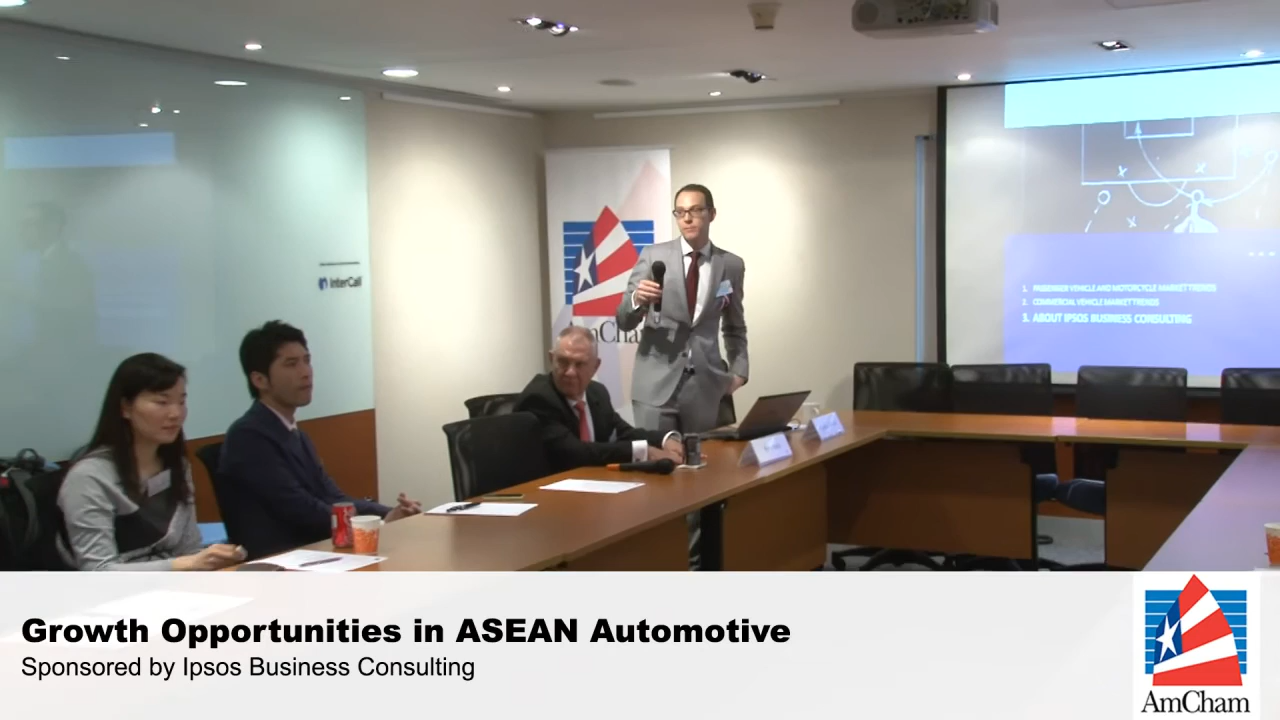 InterCall
AmCha
1. PASSENGER VEHICLE AND MOTORCYCLE MARKET TRENDS
2. COMMERCIAL VEHICLE MARKET TRENDS
3. ABOUT IPSOS BUSINESS CONSULTING
Growth Opportunities in ASEAN Automotive
Sponsored by Ipsos Business Consulting
AmCham